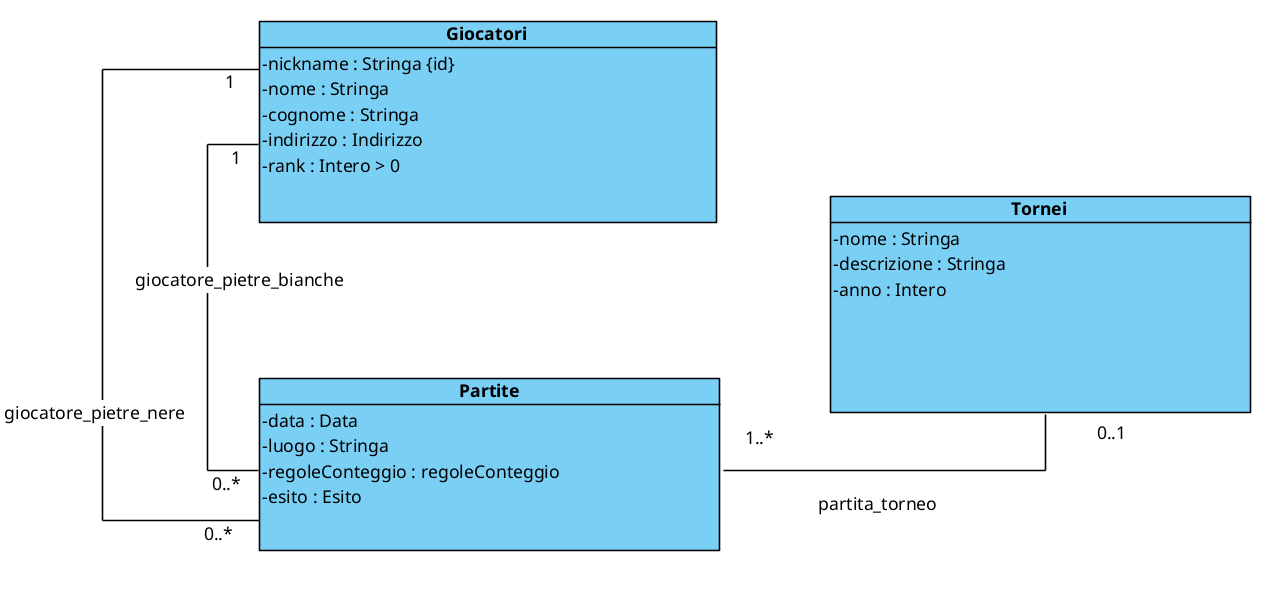 Giocatori
-nickname : Stringa {id}
-nome : Stringa
-cognome : Stringa
-indirizzo : Indirizzo
-rank : Intero > 0
1
1
Tornei
-nome : Stringa
-descrizione : Stringa
-anno : Intero
giocatore_pietre_bianche
giocatore_pietre_nere
Partite
-data : Data
-luogo : Stringa
-regoleConteggio : regoleConteggio
-esito : Esito
0..*
0..*
1..*
0..1
partita_torneo